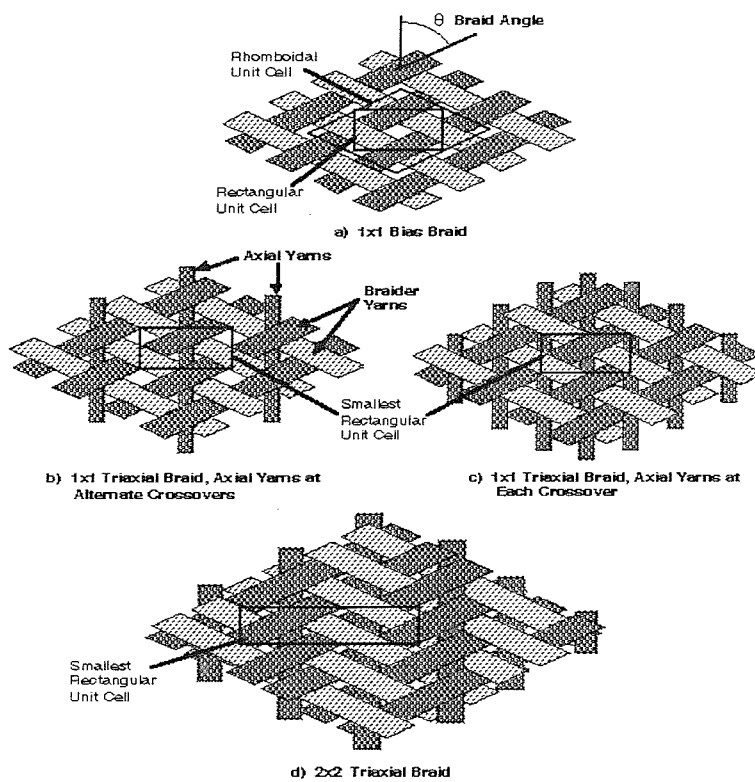 θ Braid Angle
Rhomboidal
Unit Cell
Rectangular
Unit Cell
a) 1x1 Bias Braid
Axial Yarns
Braider
Yarns
Smallest
Rectangular
Unit Cell
b) 1x1 Triaxial Braid, Axial Yarns at
Alternate Crossovers
c) 1x1 Triaxial Braid, Axial Yarns at
Each Crossover
Smallest
Rectangular
Unit Cell
d) 2x2 Triaxial Braid